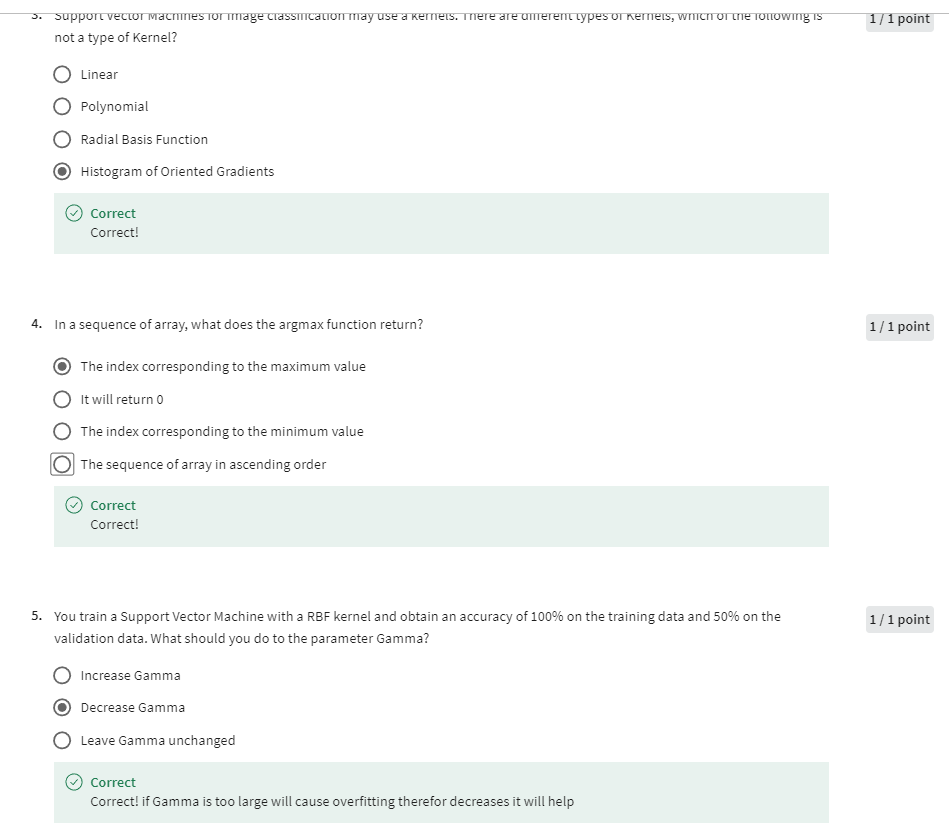 3. Support Vector Machines for image classification may use a kernels. There are different types of Kernels, which of the following is
1 / 1 point
not a type of Kernel?
Linear
Polynomial
Radial Basis Function
Histogram of Oriented Gradients
Correct
Correct!
4. In a sequence of array, what does the argmax function return?
1 / 1 point
The index corresponding to the maximum value
It will return 0
The index corresponding to the minimum value
The sequence of array in ascending order
Correct
Correct!
5. You train a Support Vector Machine with a RBF kernel and obtain an accuracy of 100% on the training data and 50% on the
1 / 1 point
validation data. What should you do to the parameter Gamma?
Increase Gamma
Decrease Gamma
Leave Gamma unchanged
Correct
Correct! if Gamma is too large will cause overfitting therefor decreases it will help